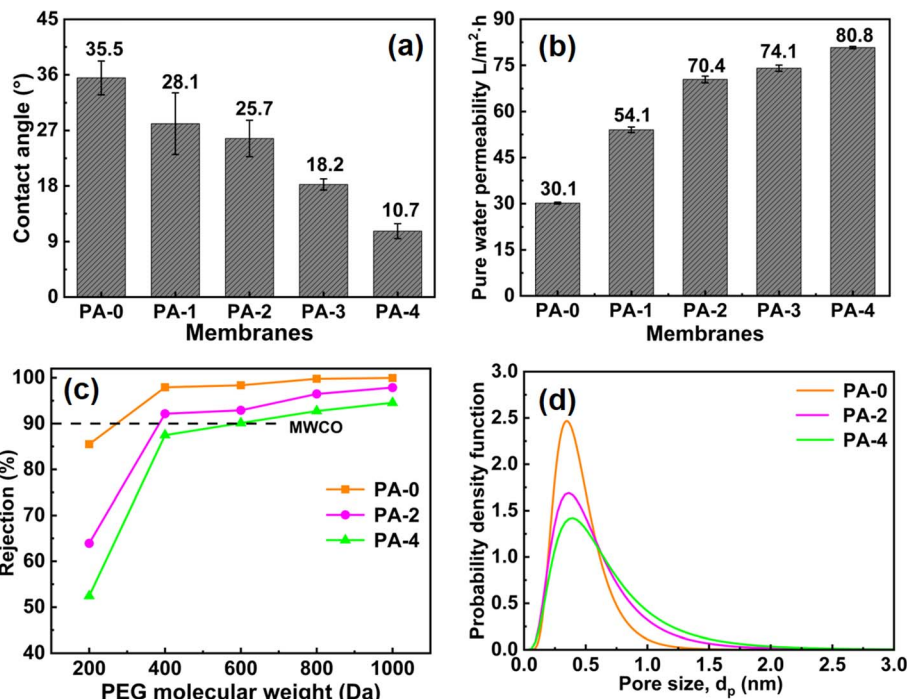 45
36
27
18
9
0
Contact angle (°)
(a)
35.5
28.1
25.7
18.2
10.7
PA-0 PA-1 PA-2 PA-3 PA-4
Membranes
90
75
60
45
30
15
0
Pure water permeability L/m²·h
(b)
30.1
54.1
70.4
74.1
80.8
PA-0 PA-1 PA-2 PA-3 PA-4
Membranes
100
90
80
70
60
50
40
Rejection (%)
(c)
MWCO
PA-0
PA-2
PA-4
200 400 600 800 1000
PEG molecular weight (Da)
3.0
2.5
2.0
1.5
1.0
0.5
0.0
Probability density function
(d)
PA-0
PA-2
PA-4
0.0 0.5 1.0 1.5 2.0 2.5 3.0
Pore size, dₚ (nm)